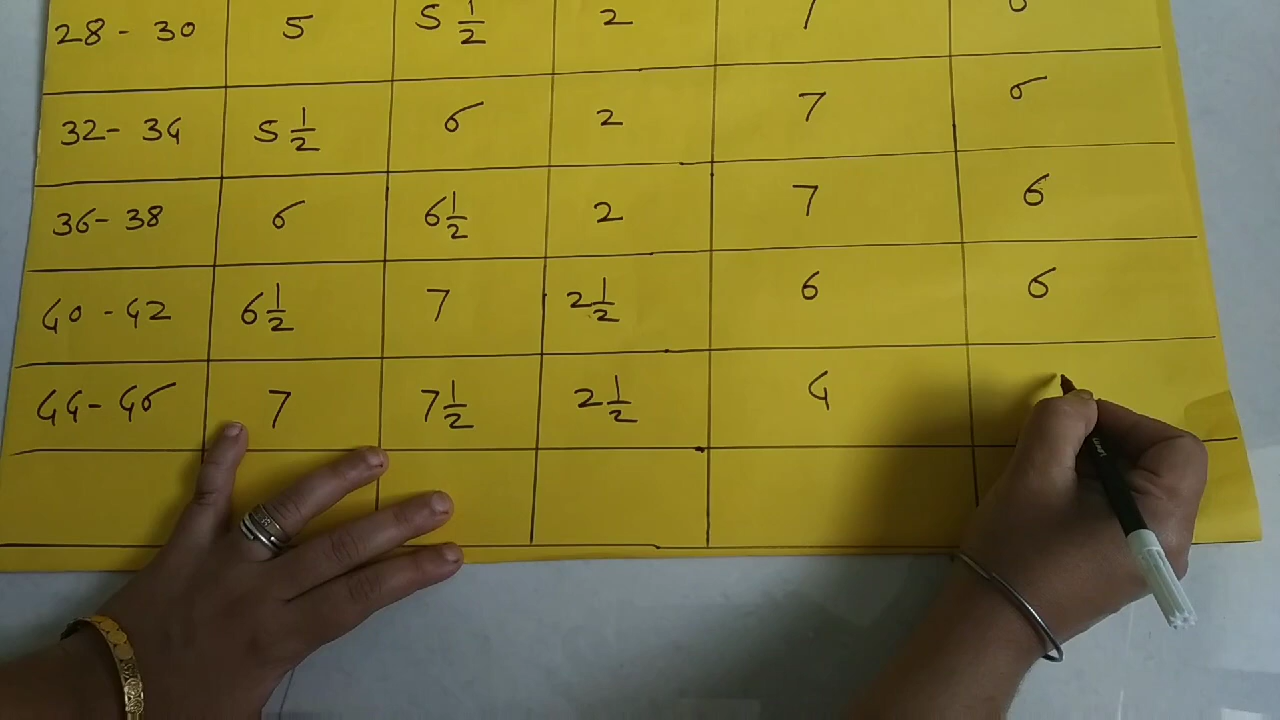 28 - 30 5 5 1/2 2 7
32 - 34 5 1/2 6 2 7 6
36 - 38 6 6 1/2 2 7 6
40 - 42 6 1/2 7 2 1/2 6 6
44 - 46 7 7 1/2 2 1/2 4